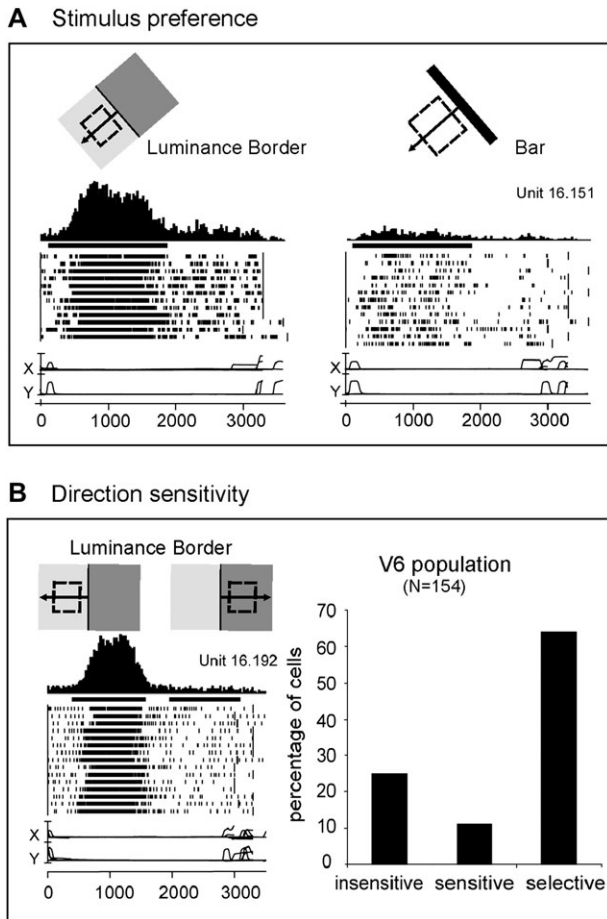 A Stimulus preference
Luminance Border
Bar
Unit 16.151
X
Y
0 1000 2000 3000
X
Y
0 1000 2000 3000
B Direction sensitivity
Luminance Border
Unit 16.192
X
Y
0 1000 2000 3000
V6 population
(N=154)
percentage of cells
70
60
50
40
30
20
10
0
insensitive sensitive selective